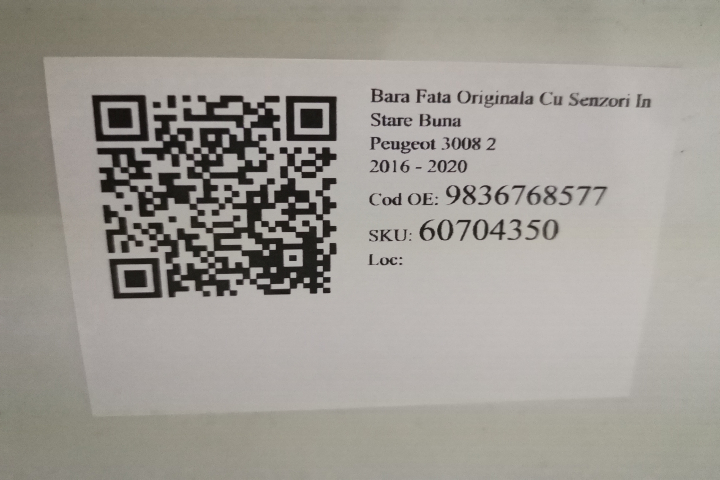 Bara Fata Originala Cu Senzori In
Stare Buna
Peugeot 3008 2
2016 - 2020
Cod OE: 9836768577
SKU: 60704350
Loc: